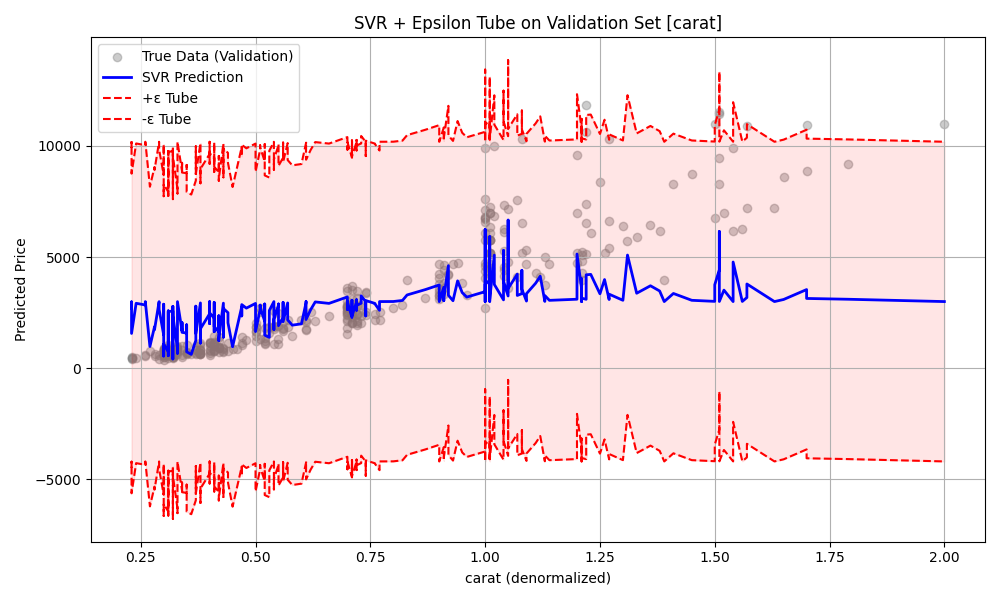 SVR + Epsilon Tube on Validation Set [carat]
True Data (Validation)
SVR Prediction
+ε Tube
-ε Tube
Predicted Price
10000
5000
0
−5000
0.25 0.50 0.75 1.00 1.25 1.50 1.75 2.00
carat (denormalized)